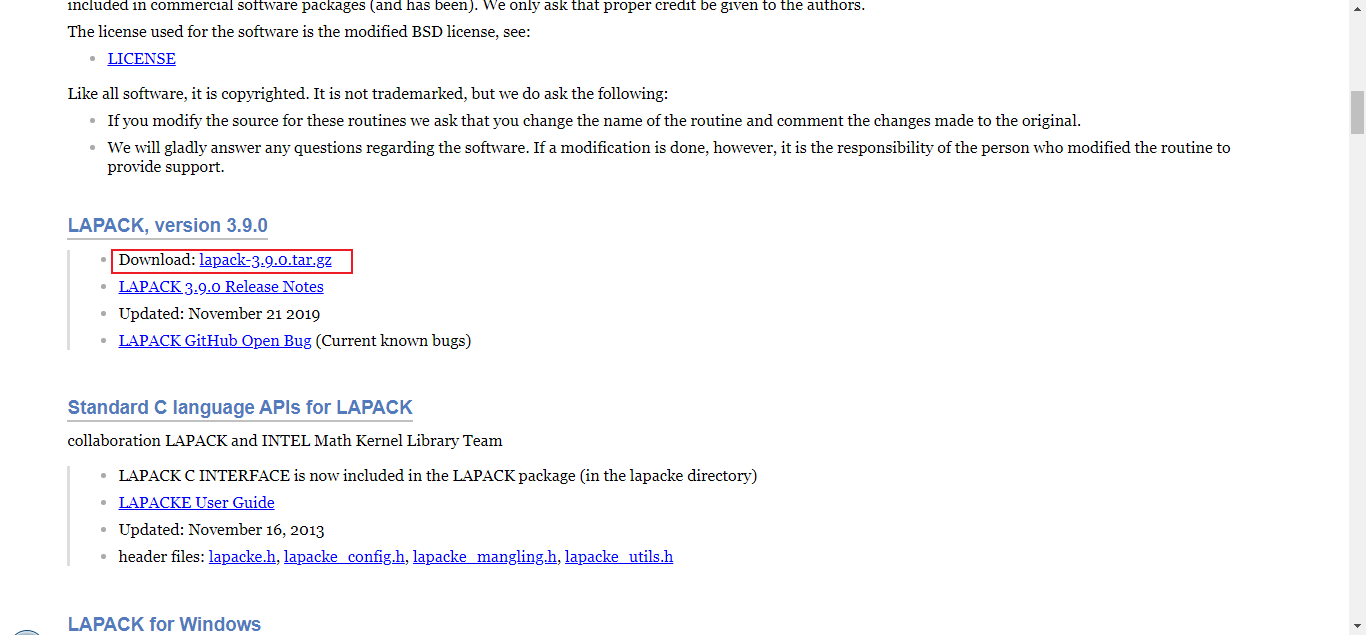 included in commercial software packages (and has been). We only ask that proper credit be given to the authors.
The license used for the software is the modified BSD license, see:
LICENSE
Like all software, it is copyrighted. It is not trademarked, but we do ask the following:
If you modify the source for these routines we ask that you change the name of the routine and comment the changes made to the original.
We will gladly answer any questions regarding the software. If a modification is done, however, it is the responsibility of the person who modified the routine to
provide support.
LAPACK, version 3.9.0
Download: lapack-3.9.0.tar.gz
LAPACK 3.9.0 Release Notes
Updated: November 21 2019
LAPACK GitHub Open Bug (Current known bugs)
Standard C language APIs for LAPACK
collaboration LAPACK and INTEL Math Kernel Library Team
LAPACK C INTERFACE is now included in the LAPACK package (in the lapacke directory)
LAPACKE User Guide
Updated: November 16, 2013
header files: lapacke.h, lapacke_config.h, lapacke_mangling.h, lapacke_utils.h
LAPACK for Windows